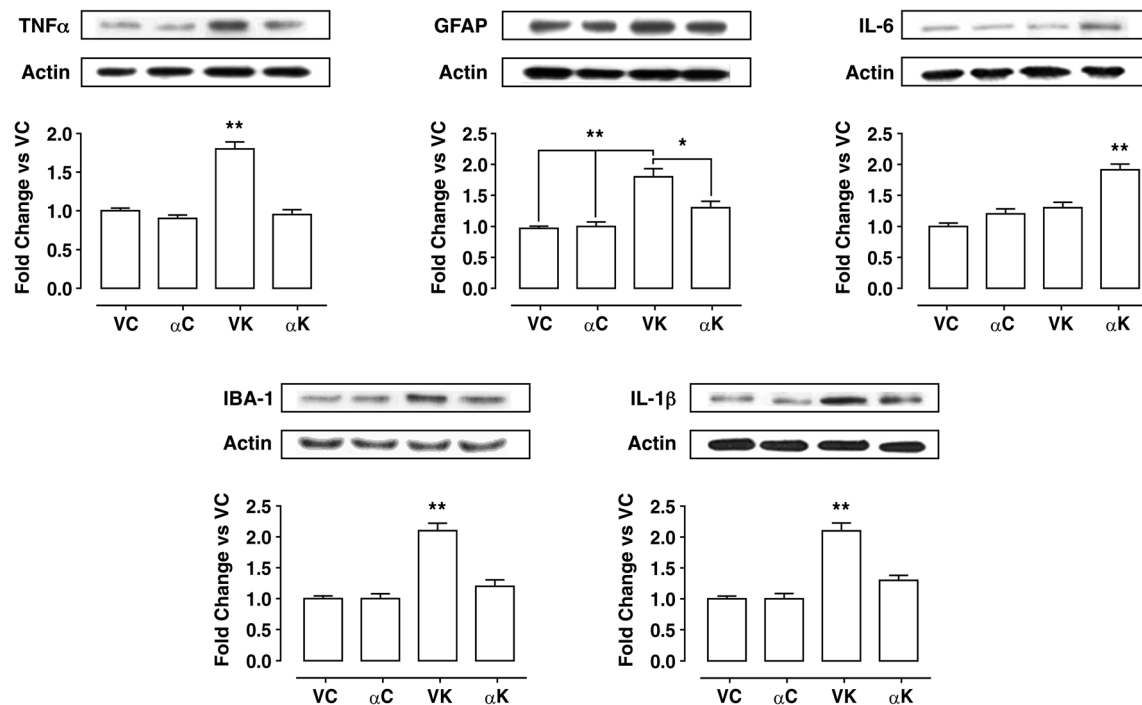 TNFα
Actin
**
Fold Change vs VC
2.0
1.5
1.0
0.5
0.0
VC αC VK αK
GFAP
Actin
** *
Fold Change vs VC
2.5
2.0
1.5
1.0
0.5
0.0
VC αC VK αK
IL-6
Actin
**
Fold Change vs VC
2.5
2.0
1.5
1.0
0.5
0.0
VC αC VK αK
IBA-1
Actin
**
Fold Change vs VC
2.5
2.0
1.5
1.0
0.5
0.0
VC αC VK αK
IL-1β
Actin
**
Fold Change vs VC
2.5
2.0
1.5
1.0
0.5
0.0
VC αC VK αK